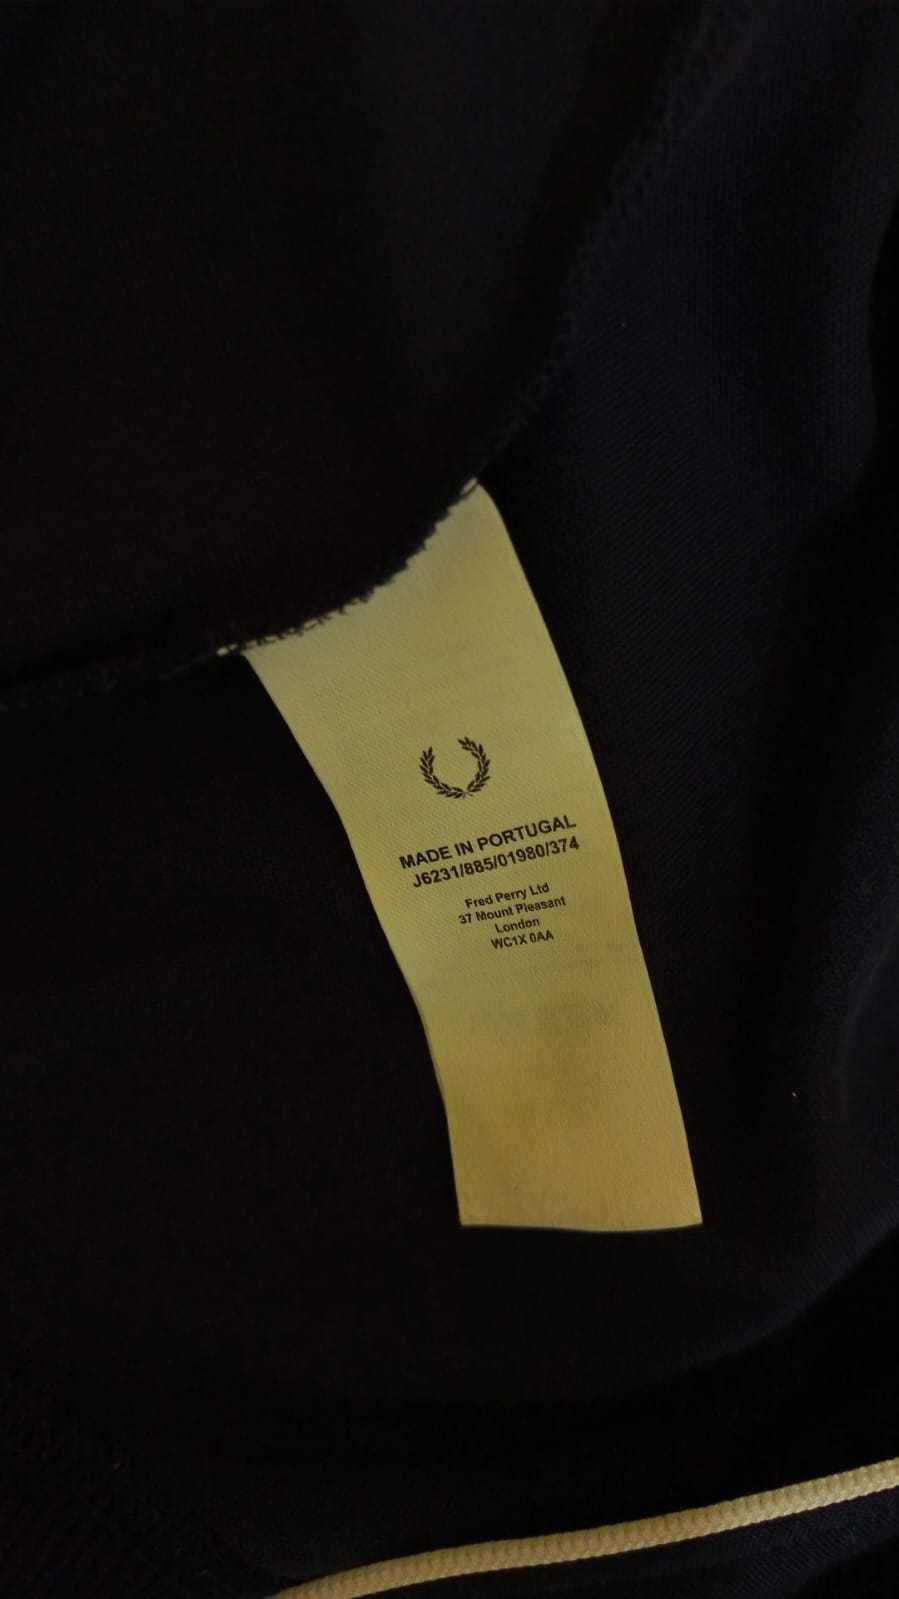 MADE IN PORTUGAL
J6231/885/01980/374
Fred Perry Ltd
37 Mount Pleasant
London
WC1X 0AA